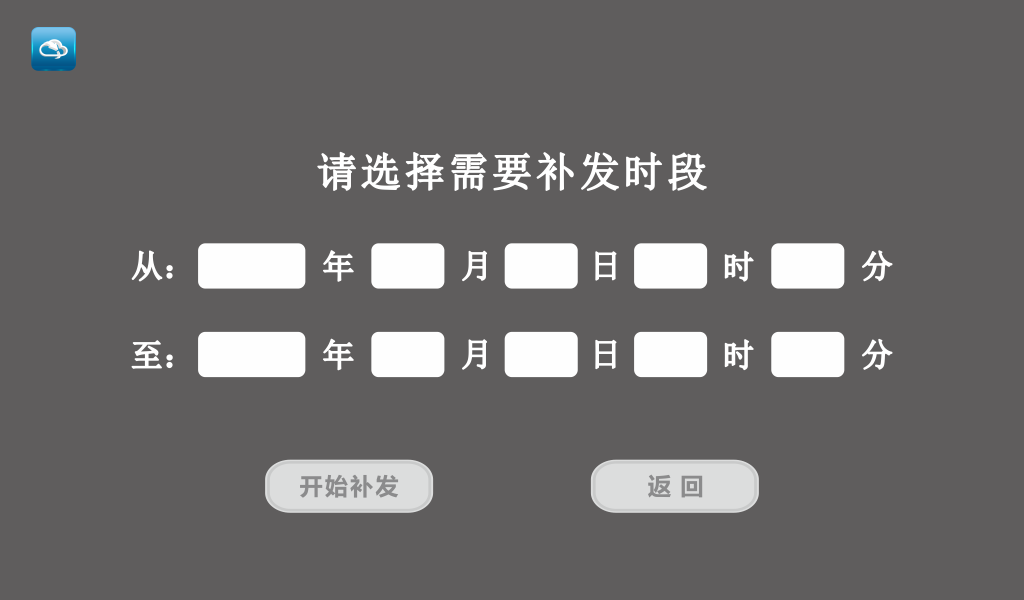 请选择需要补发时段
从： 年 月 日 时 分
至： 年 月 日 时 分
开始补发 返回